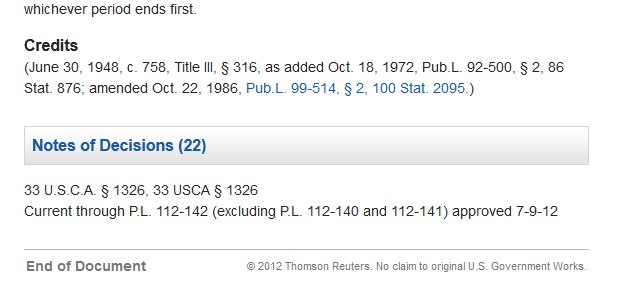 whichever period ends first.
Credits
(June 30, 1948, c. 758, Title III, § 316, as added Oct. 18, 1972, Pub.L. 92-500, § 2, 86
Stat. 876; amended Oct. 22, 1986, Pub.L. 99-514, § 2, 100 Stat. 2095.)
Notes of Decisions (22)
33 U.S.C.A. § 1326, 33 USCA § 1326
Current through P.L. 112-142 (excluding P.L. 112-140 and 112-141) approved 7-9-12
End of Document
© 2012 Thomson Reuters. No claim to original U.S. Government Works.